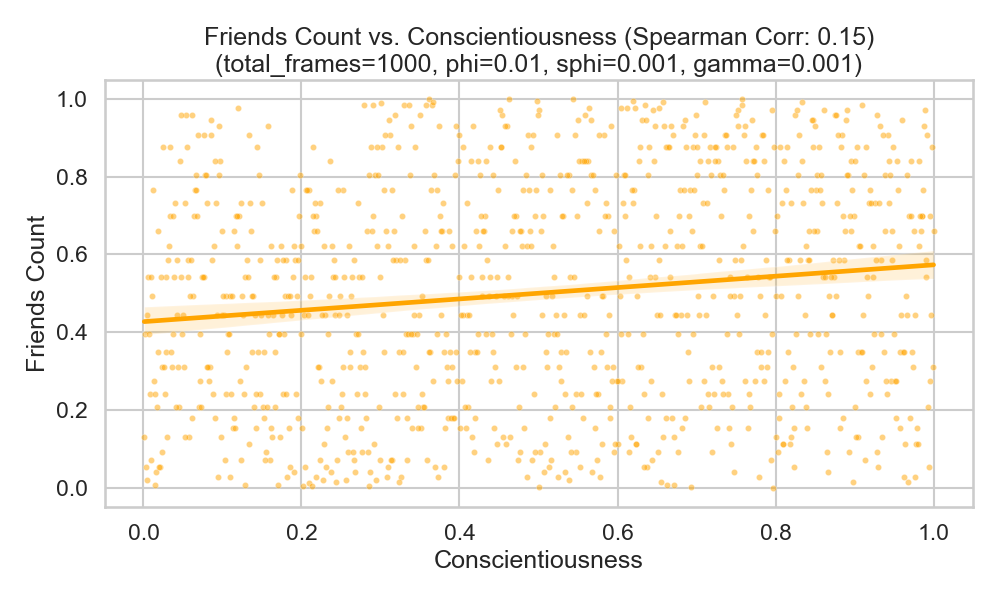 Friends Count vs. Conscientiousness (Spearman Corr: 0.15)
(total_frames=1000, phi=0.01, sphi=0.001, gamma=0.001)
Friends Count
1.0
0.8
0.6
0.4
0.2
0.0
0.0 0.2 0.4 0.6 0.8 1.0
Conscientiousness